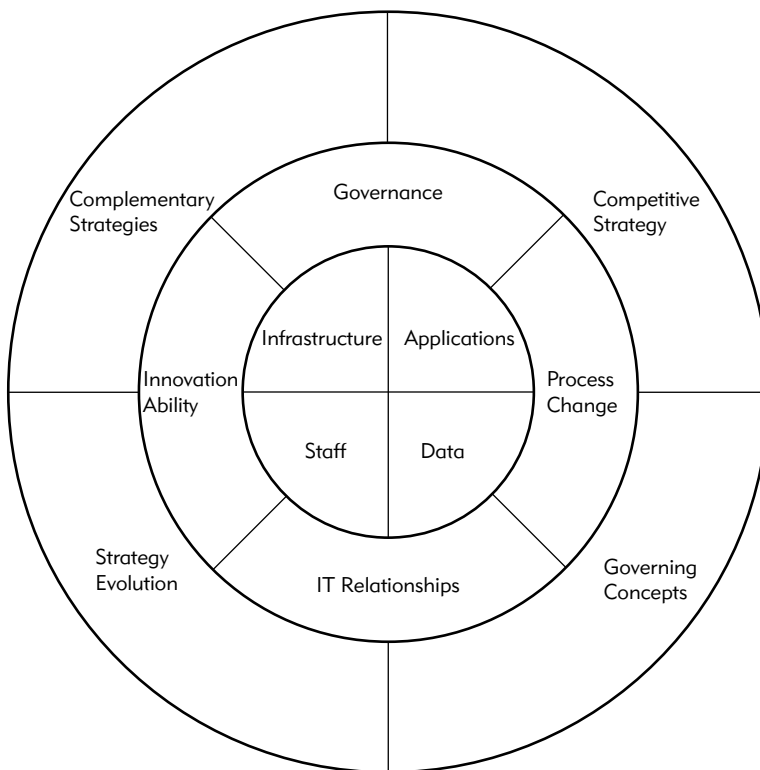 Governance
Complementary
Strategies
Competitive
Strategy
Infrastructure
Applications
Innovation
Ability
Process
Change
Staff
Data
Strategy
Evolution
IT Relationships
Governing
Concepts